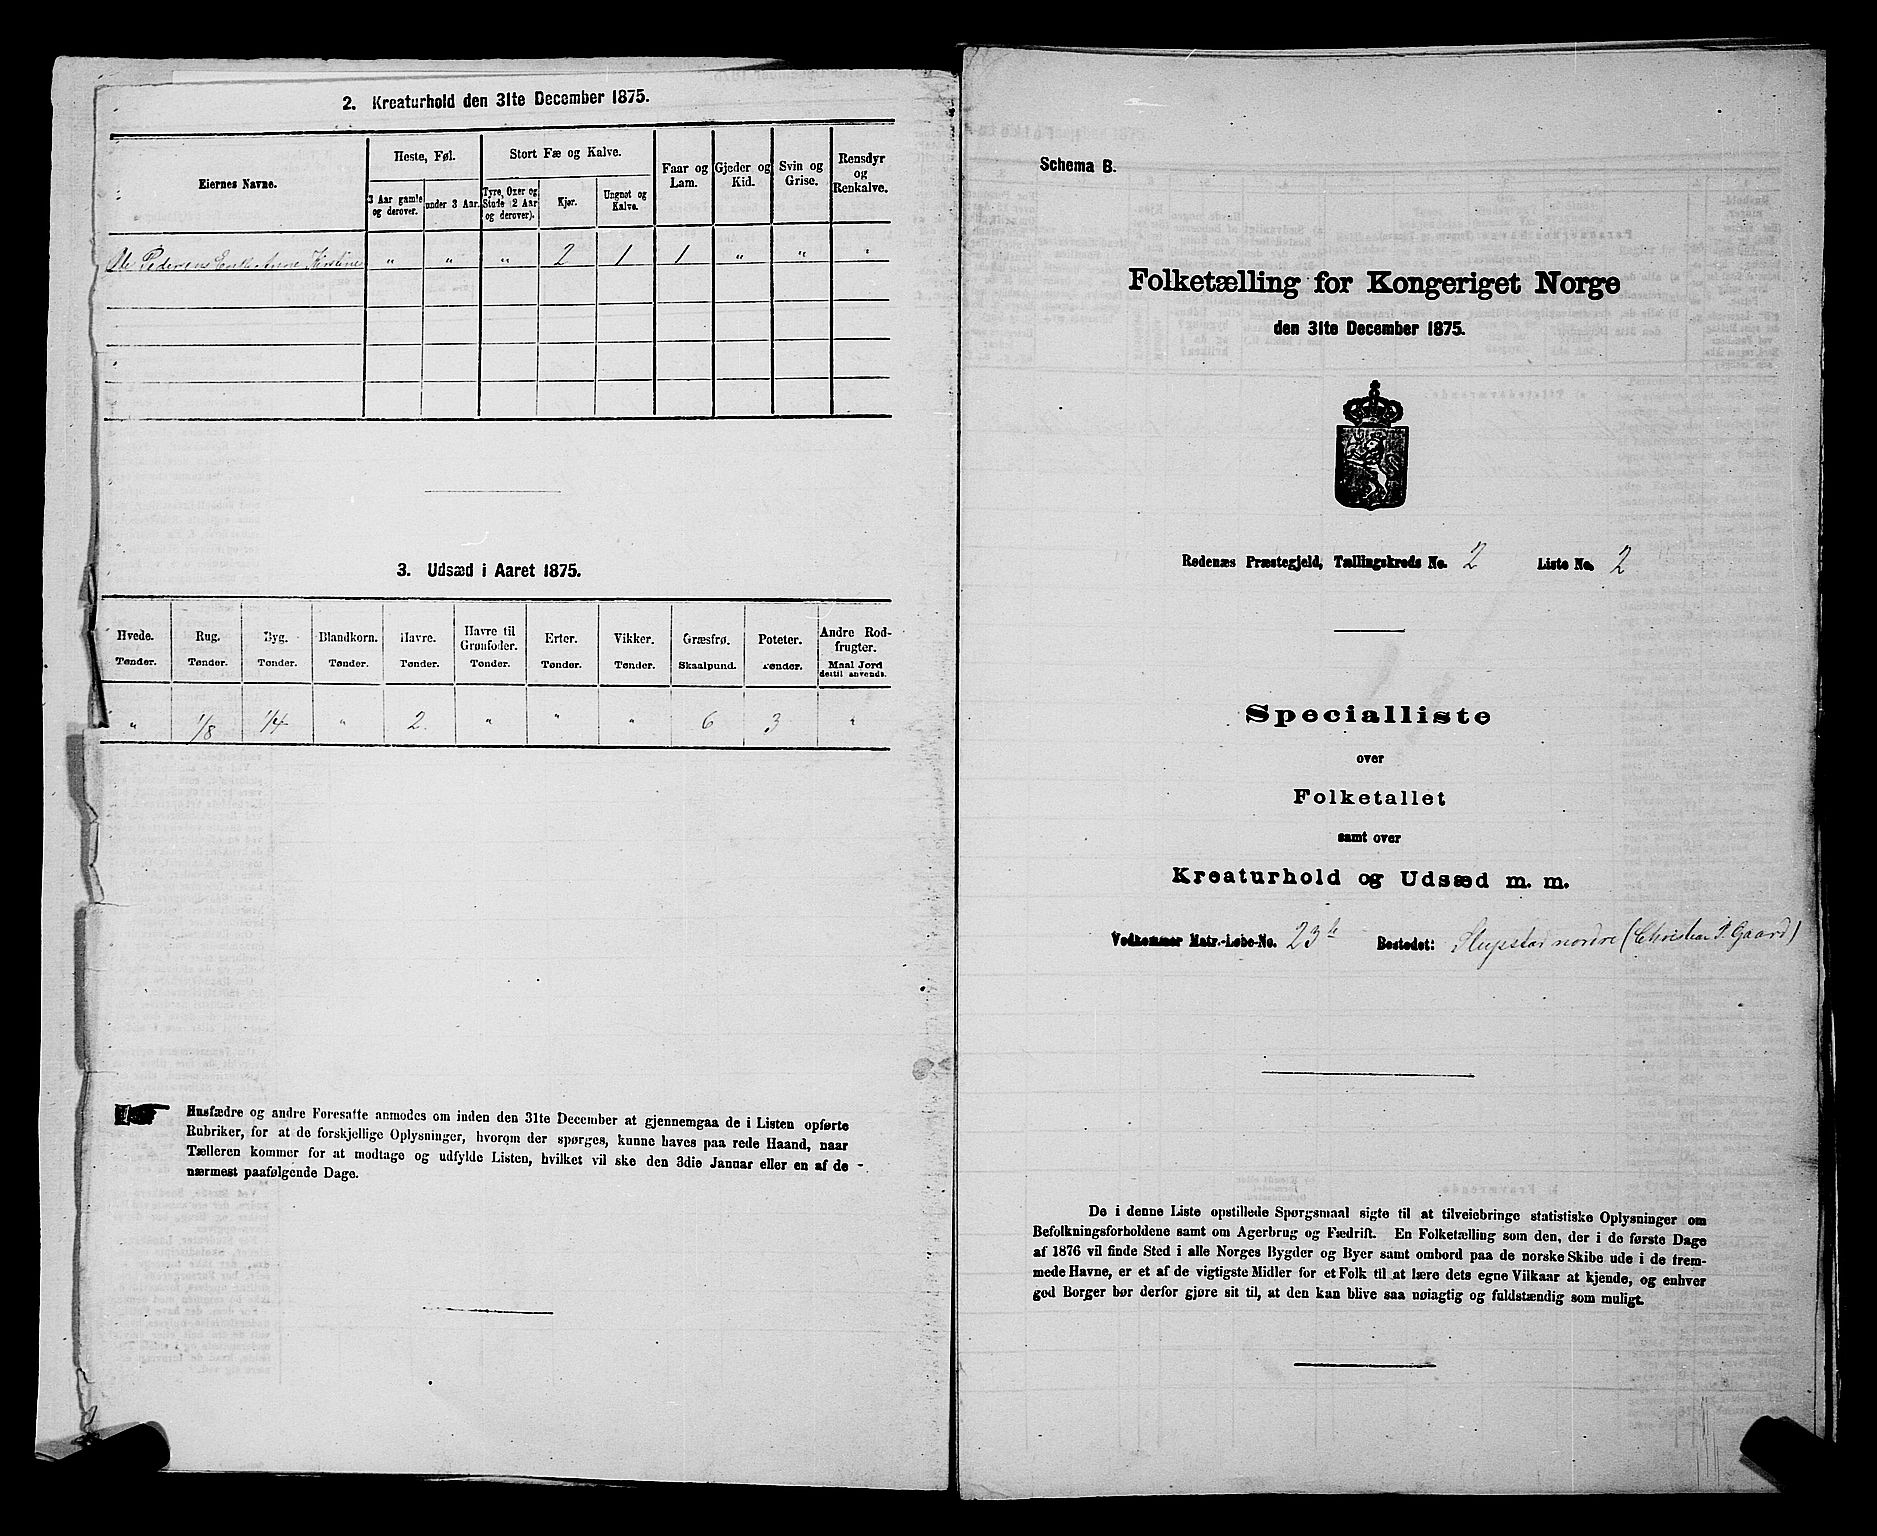 2. Kreaturhold den 31te December 1875.
Eiernes Navne.
Heste, Føl.
3 Aar gamle og derover.
under 3 Aar.
Stort Fæ og Kalve.
Tyre, Oxer og Stude (2 Aar og derover).
Kjør.
Ungnøt og Kalve.
Faar og Lam.
Gjeder og Kid.
Svin og Grise.
Rensdyr og Renkalve.
Ole Pedersens Enke Anne Kirstine " " " 2 1 1 " " "
3. Udsæd i Aaret 1875.
Hvede. Rug. Byg. Blandkorn. Havre. Havre til Grønfoder. Erter. Vikker. Græsfrø. Poteter. Andre Rodfrugter.
Tønder. Tønder. Tønder. Tønder. Tønder. Tønder. Tønder. Tønder. Skaalpund. Tønder. Maal Jord dertil anvendt.
" 1/8 1/4 " 2 " " " 6 3 "
Husfædre og andre Foresatte anmodes om inden den 31te December at gjennemgaa de i Listen opførte
Rubriker, for at de forskjellige Oplysninger, hvorom der spørges, kunne haves paa rede Haand, naar
Tælleren kommer for at modtage og udfylde Listen, hvilket vil ske den 3die Januar eller en af de
nærmest paafølgende Dage.
Schema B.
Folketælling for Kongeriget Norge
den 31te December 1875.
Rødenæs Præstegjeld, Tællingskreds No. 2 Liste No. 2
Specialliste
over
Folketallet
samt over
Kreaturhold og Udsæd m. m.
Vedkommer Matr.-Løbe-No. 23 Bostedet: nordre (Christian P. Gaard)
De i denne Liste opstillede Spørgsmaal sigte til at tilveiebringe statistiske Oplysninger om
Befolkningsforholdene samt om Agerbrug og Fædrift. En Folketælling som den, der i de første Dage
af 1876 vil finde Sted i alle Norges Bygder og Byer samt ombord paa de norske Skibe ude i de frem-
mede Havne, er et af de vigtigste Midler for et Folk til at lære dets egne Vilkaar at kjende, og enhver
god Borger bør derfor gjøre sit til, at den kan blive saa nøiagtig og fuldstændig som muligt.